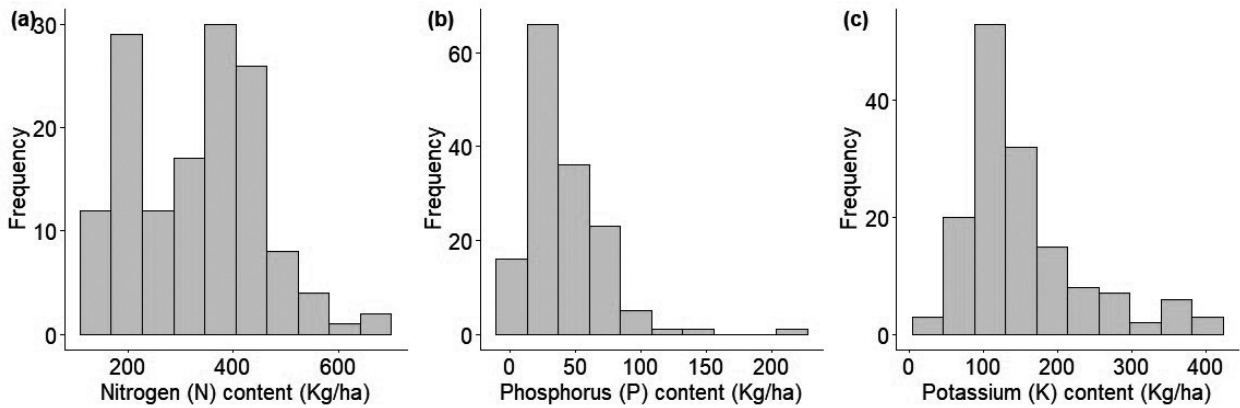 (a)
30
20
10
0
Frequency
200 400 600
Nitrogen (N) content (Kg/ha)
(b)
60
40
20
0
Frequency
0 50 100 150 200
Phosphorus (P) content (Kg/ha)
(c)
40
20
0
Frequency
0 100 200 300 400
Potassium (K) content (Kg/ha)